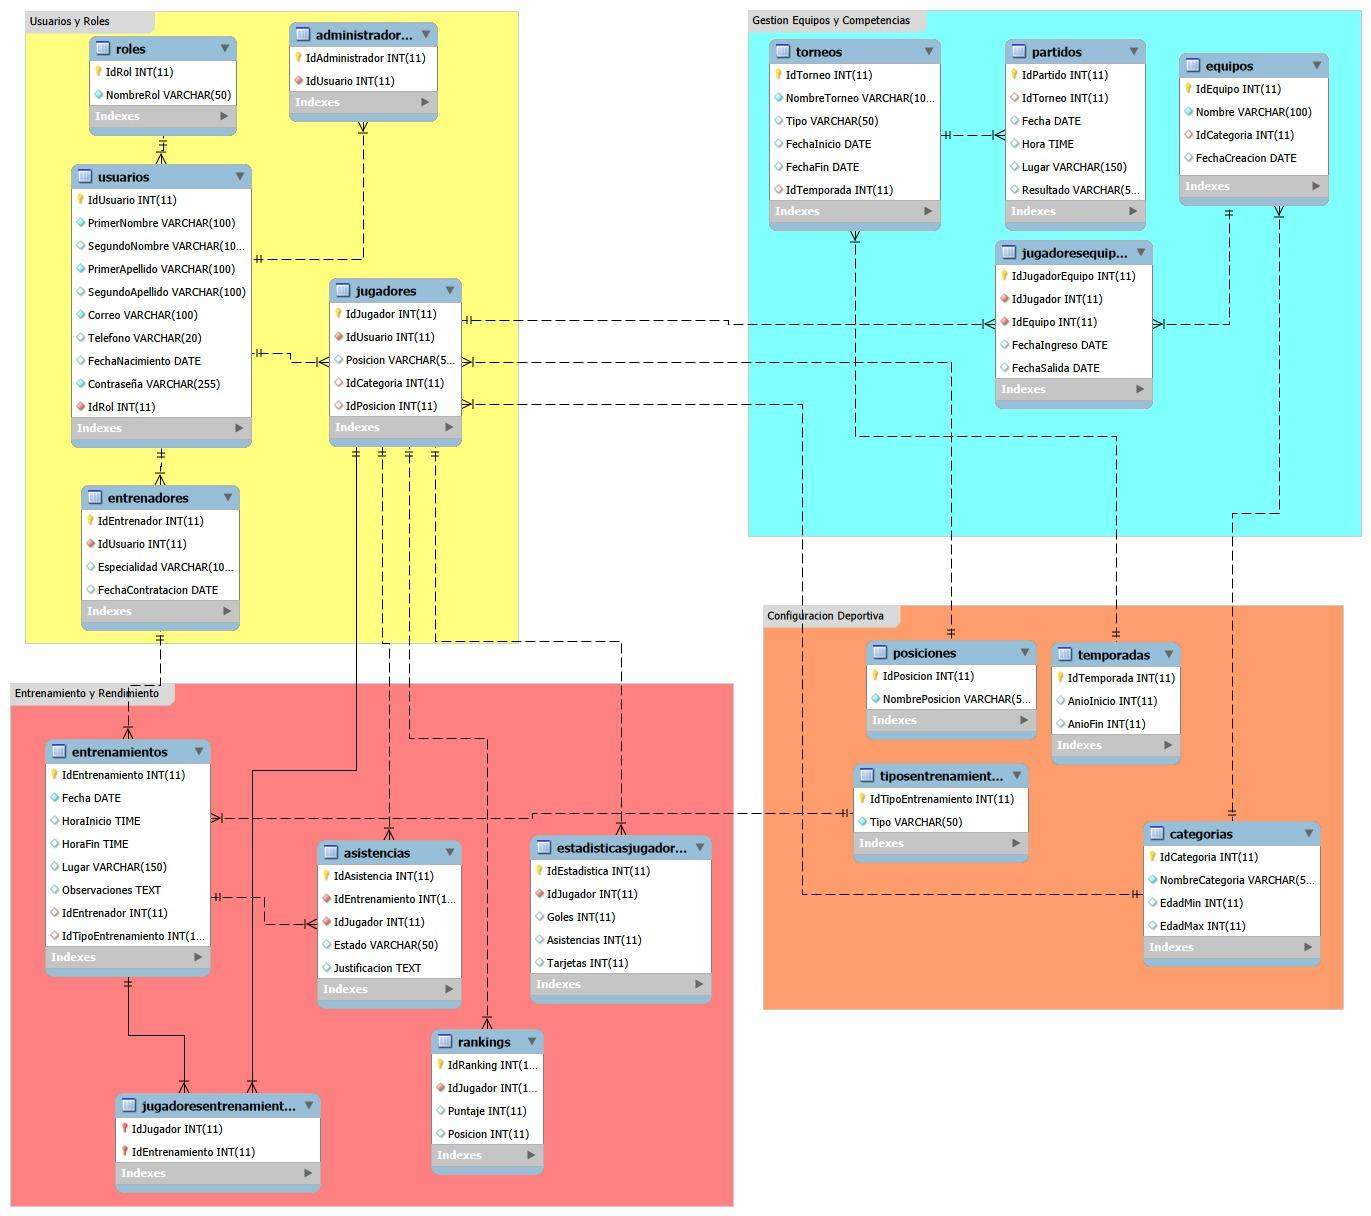 Usuarios y Roles
roles
IdRol INT(11)
NombreRol VARCHAR(50)
Indexes
administrador...
IdAdministrador INT(11)
IdUsuario INT(11)
Indexes
usuarios
IdUsuario INT(11)
PrimerNombre VARCHAR(100)
SegundoNombre VARCHAR(10...
PrimerApellido VARCHAR(100)
SegundoApellido VARCHAR(100)
Correo VARCHAR(100)
Telefono VARCHAR(20)
FechaNacimiento DATE
Contraseña VARCHAR(255)
IdRol INT(11)
Indexes
jugadores
IdJugador INT(11)
IdUsuario INT(11)
Posicion VARCHAR(5...
IdCategoria INT(11)
IdPosicion INT(11)
Indexes
entrenadores
IdEntrenador INT(11)
IdUsuario INT(11)
Especialidad VARCHAR(10...
FechaContratacion DATE
Indexes
Gestion Equipos y Competencias
torneos
IdTorneo INT(11)
NombreTorneo VARCHAR(10...
Tipo VARCHAR(50)
FechaInicio DATE
FechaFin DATE
IdTemporada INT(11)
Indexes
partidos
IdPartido INT(11)
IdTorneo INT(11)
Fecha DATE
Hora TIME
Lugar VARCHAR(150)
Resultado VARCHAR(5...
Indexes
equipos
IdEquipo INT(11)
Nombre VARCHAR(100)
IdCategoria INT(11)
FechaCreacion DATE
Indexes
jugadoresequip...
IdJugadorEquipo INT(11)
IdJugador INT(11)
IdEquipo INT(11)
FechaIngreso DATE
FechaSalida DATE
Indexes
Entrenamiento y Rendimiento
entrenamientos
IdEntrenamiento INT(11)
Fecha DATE
HoraInicio TIME
HoraFin TIME
Lugar VARCHAR(150)
Observaciones TEXT
IdEntrenador INT(11)
IdTipoEntrenamiento INT(1...
Indexes
asistencias
IdAsistencia INT(11)
IdEntrenamiento INT(1...
IdJugador INT(11)
Estado VARCHAR(50)
Justificacion TEXT
Indexes
estadisticasjugador...
IdEstadistica INT(11)
IdJugador INT(11)
Goles INT(11)
Asistencias INT(11)
Tarjetas INT(11)
Indexes
rankings
IdRanking INT(1...
IdJugador INT(1...
Puntaje INT(11)
Posicion INT(11)
Indexes
jugadoresentrenamient...
IdJugador INT(11)
IdEntrenamiento INT(11)
Indexes
Configuracion Deportiva
posiciones
IdPosicion INT(11)
NombrePosicion VARCHAR(5...
Indexes
temporadas
IdTemporada INT(11)
AnioInicio INT(11)
AnioFin INT(11)
Indexes
tiposentrenamient...
IdTipoEntrenamiento INT(11)
Tipo VARCHAR(50)
Indexes
categorias
IdCategoria INT(11)
NombreCategoria VARCHAR(5...
EdadMin INT(11)
EdadMax INT(11)
Indexes